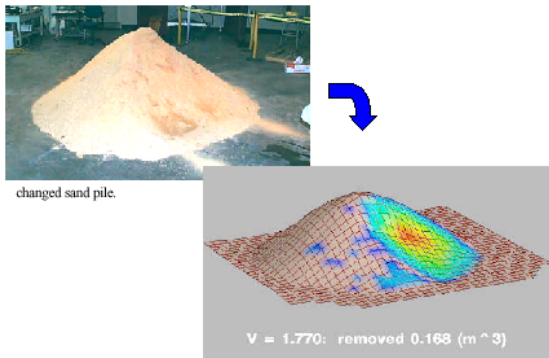 changed sand pile.
V = 1.770: removed 0.168 (m^3)